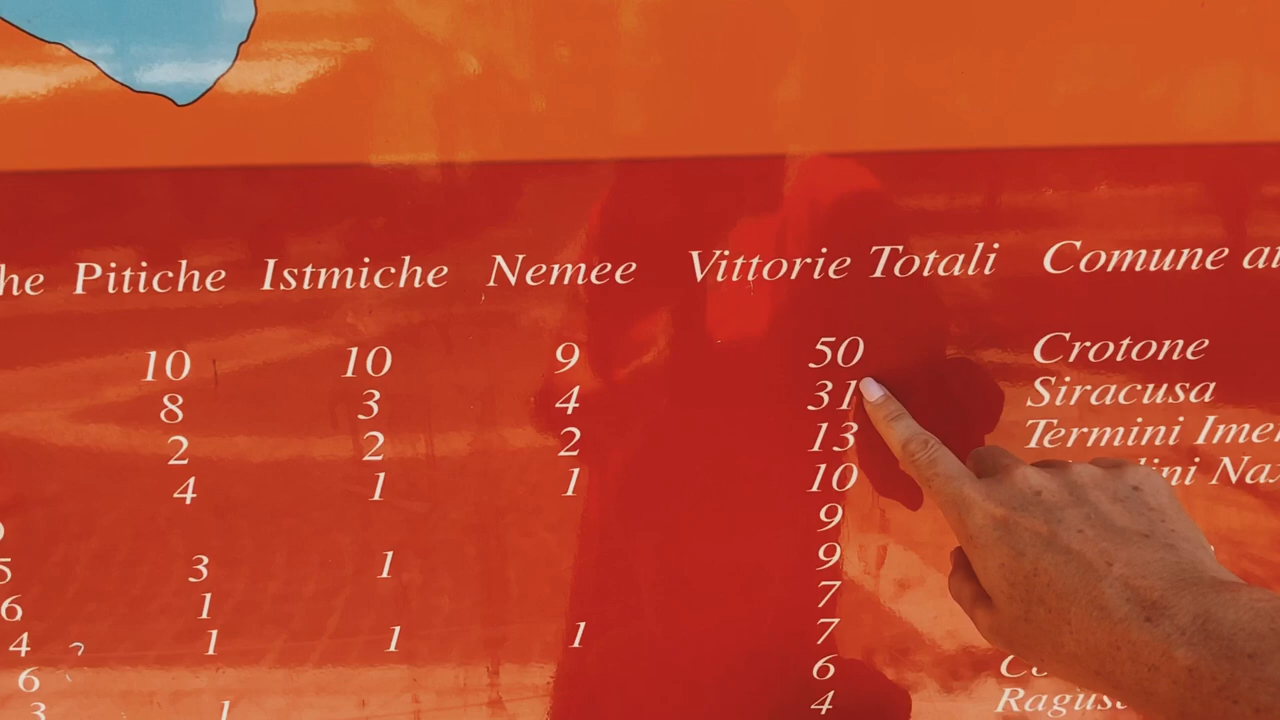 he Pitiche Istmiche Nemee Vittorie Totali Comune
10 10 9 50 Crotone
8 3 4 31 Siracusa
2 2 2 13 Termini
4 1 1 10
9
5 3 1 9
6 1 7
4 1 1 1 7
6 6
3 1 4